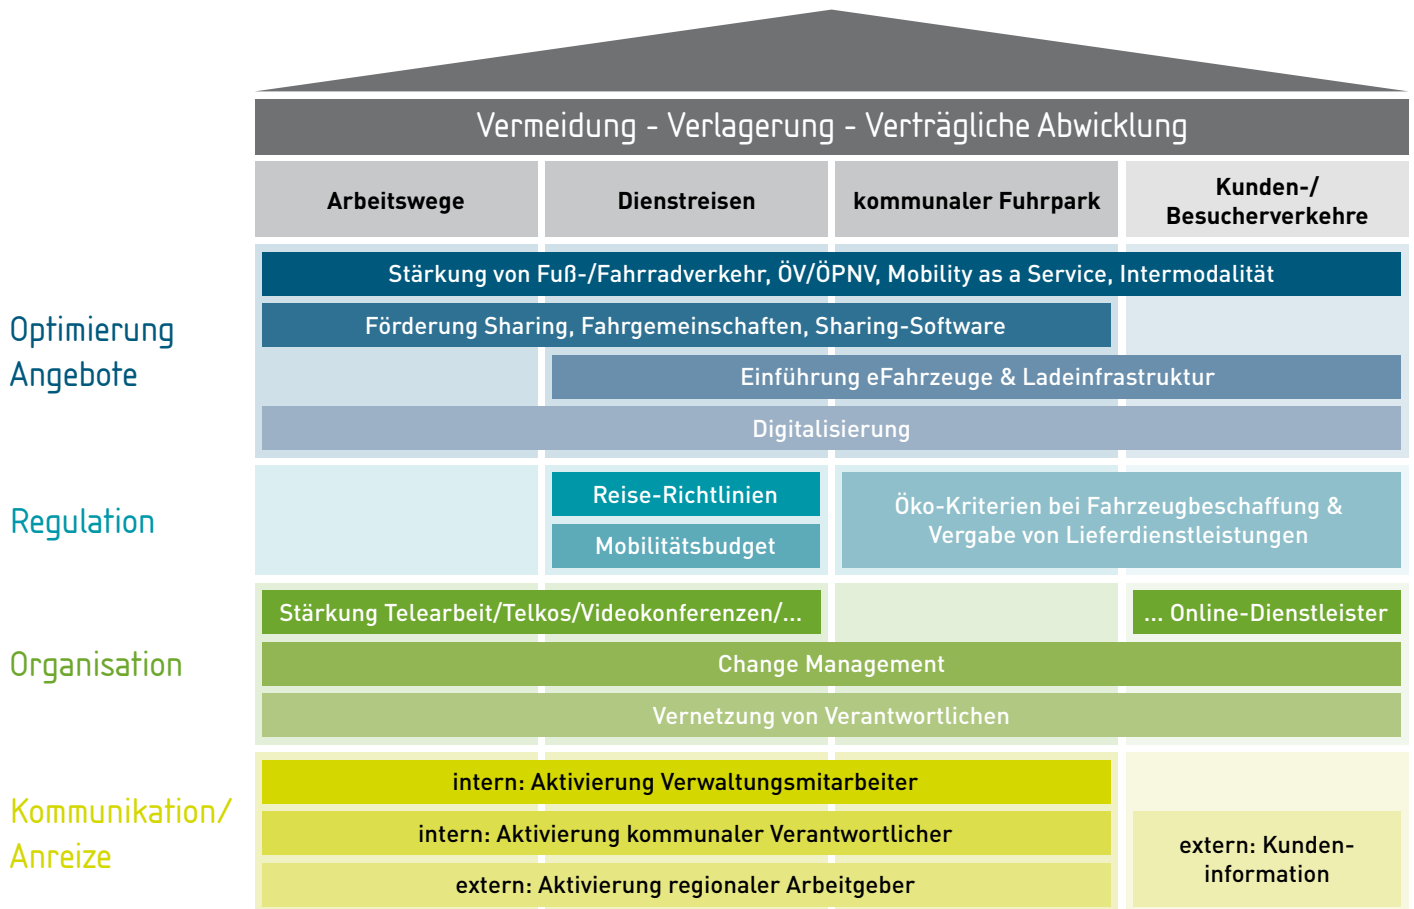 Vermeidung - Verlagerung - Verträgliche Abwicklung
Arbeitswege
Dienstreisen
kommunaler Fuhrpark
Kunden-/
Besucherverkehre
Optimierung
Angebote
Stärkung von Fuß-/Fahrradverkehr, ÖV/ÖPNV, Mobility as a Service, Intermodalität
Förderung Sharing, Fahrgemeinschaften, Sharing-Software
Einführung eFahrzeuge & Ladeinfrastruktur
Digitalisierung
Regulation
Reise-Richtlinien
Mobilitätsbudget
Öko-Kriterien bei Fahrzeugbeschaffung &
Vergabe von Lieferdienstleistungen
Organisation
Stärkung Telearbeit/Telkos/Videokonferenzen/...
... Online-Dienstleister
Change Management
Vernetzung von Verantwortlichen
Kommunikation/
Anreize
intern: Aktivierung Verwaltungsmitarbeiter
intern: Aktivierung kommunaler Verantwortlicher
extern: Aktivierung regionaler Arbeitgeber
extern: Kunden-
information